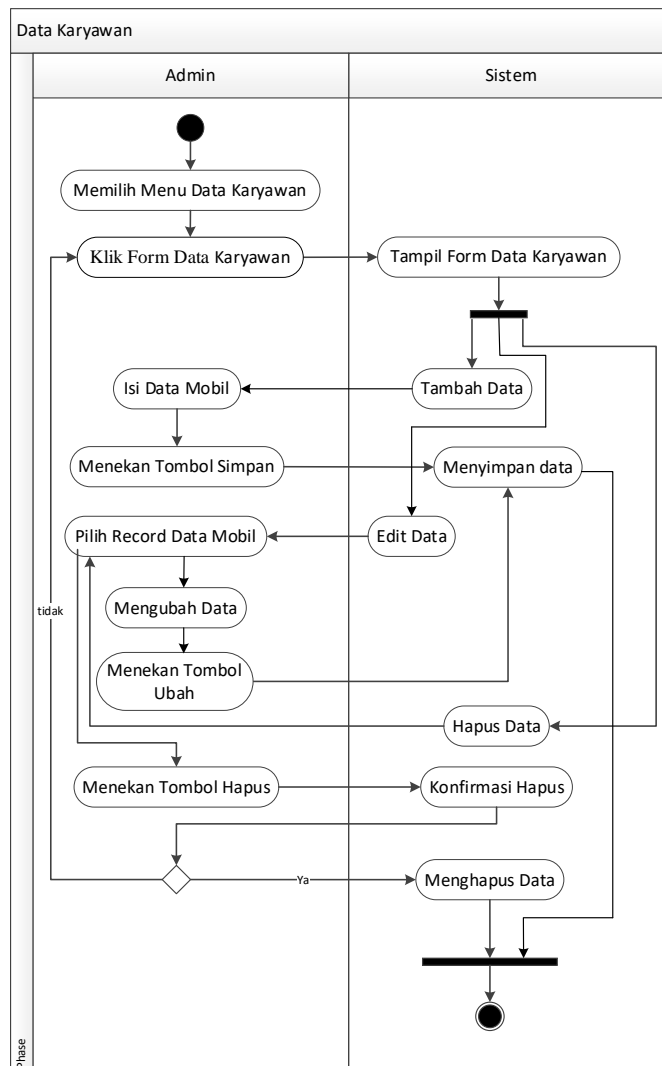 Data Karyawan
Admin
Sistem
Memilih Menu Data Karyawan
Klik Form Data Karyawan
Tampil Form Data Karyawan
Isi Data Mobil
Tambah Data
Menekan Tombol Simpan
Menyimpan data
Pilih Record Data Mobil
Edit Data
tidak
Mengubah Data
Menekan Tombol
Ubah
Hapus Data
Menekan Tombol Hapus
Konfirmasi Hapus
Ya
Menghapus Data
Phase